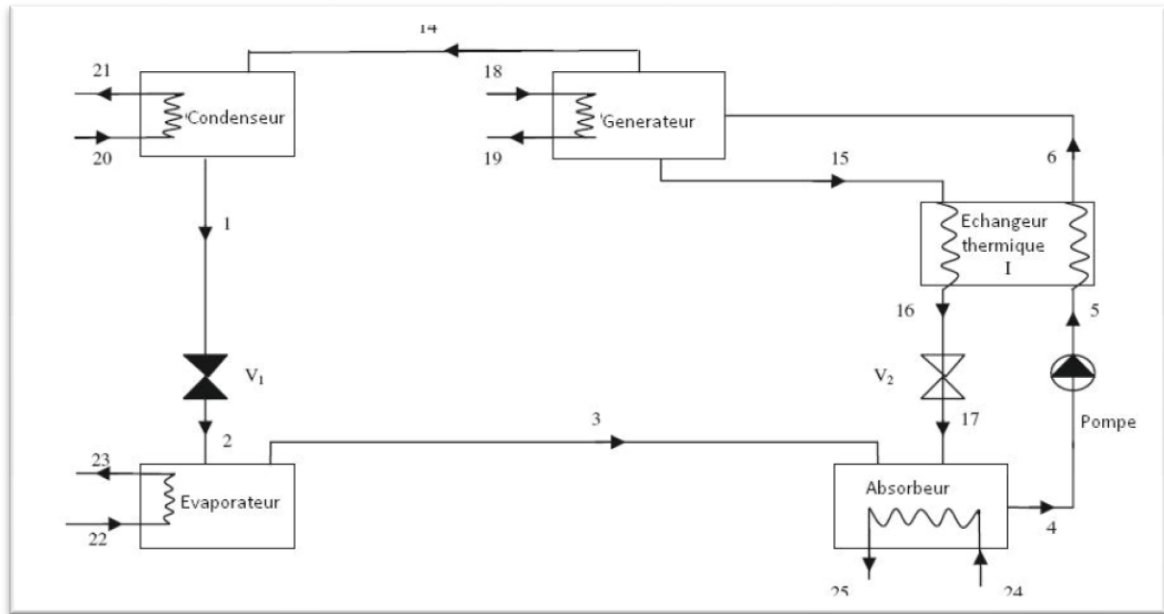 14
21
18
Condenseur
Generateur
20
19
15
6
1
Echangeur
thermique
I
16
5
V1
V2
2
3
17
Pompe
23
Evaporateur
Absorbeur
22
4
25
24